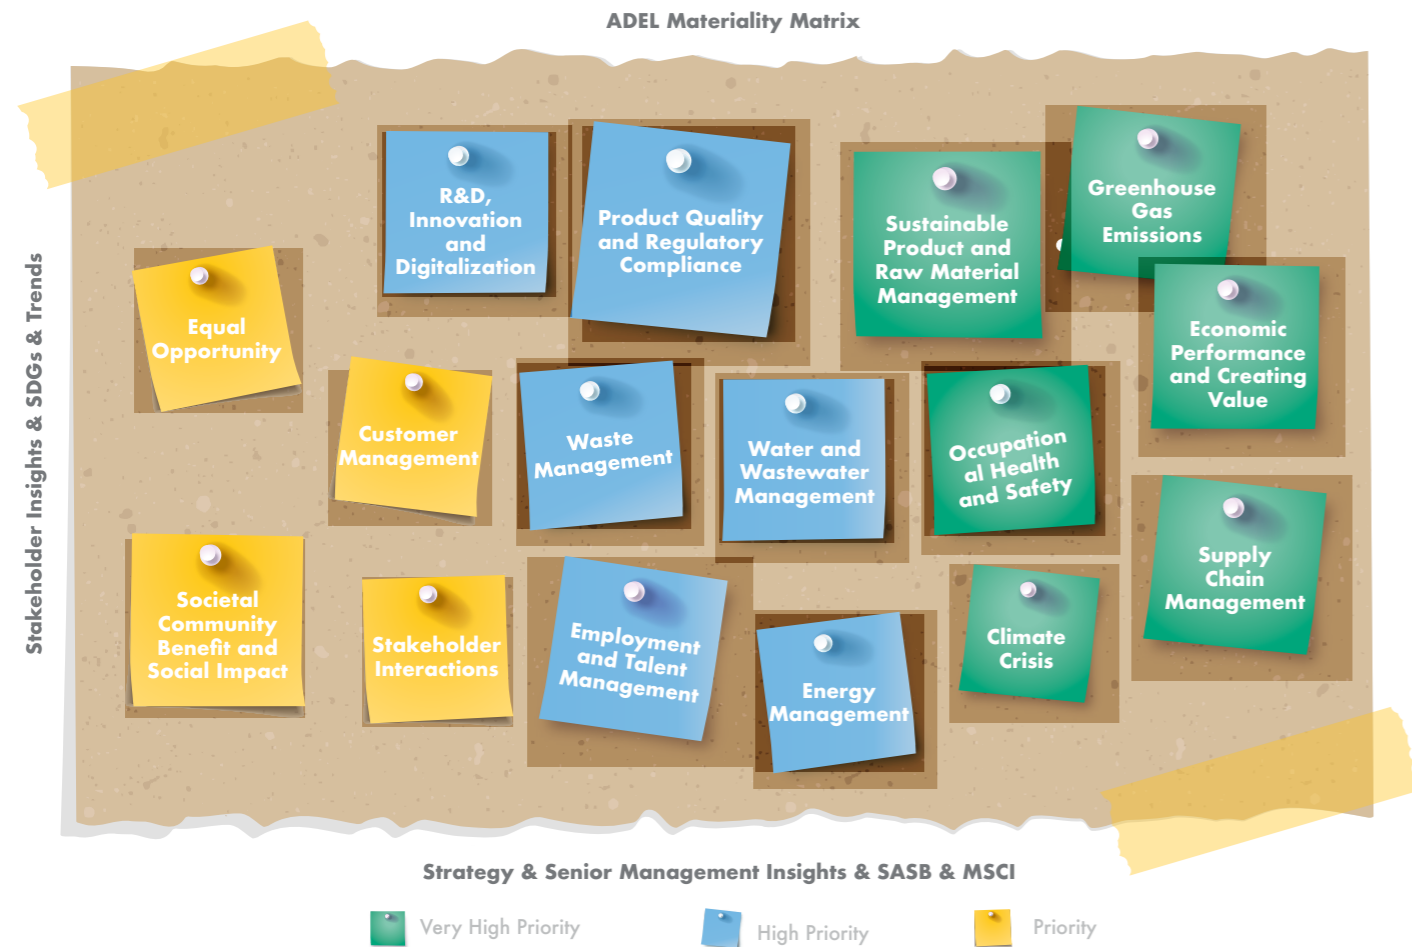 ADEL Materiality Matrix
Stakeholder Insights & SDGs & Trends
R&D,
Innovation
and
Digitalization
Product Quality
and Regulatory
Compliance
Sustainable
Product and
Raw Material
Management
Greenhouse
Gas
Emissions
Equal
Opportunity
Economic
Performance
and Creating
Value
Customer
Management
Waste
Management
Water and
Wastewater
Management
Occupation
al Health
and Safety
Supply
Chain
Management
Societal
Community
Benefit and
Social Impact
Stakeholder
Interactions
Employment
and Talent
Management
Energy
Management
Climate
Crisis
Strategy & Senior Management Insights & SASB & MSCI
Very High Priority
High Priority
Priority